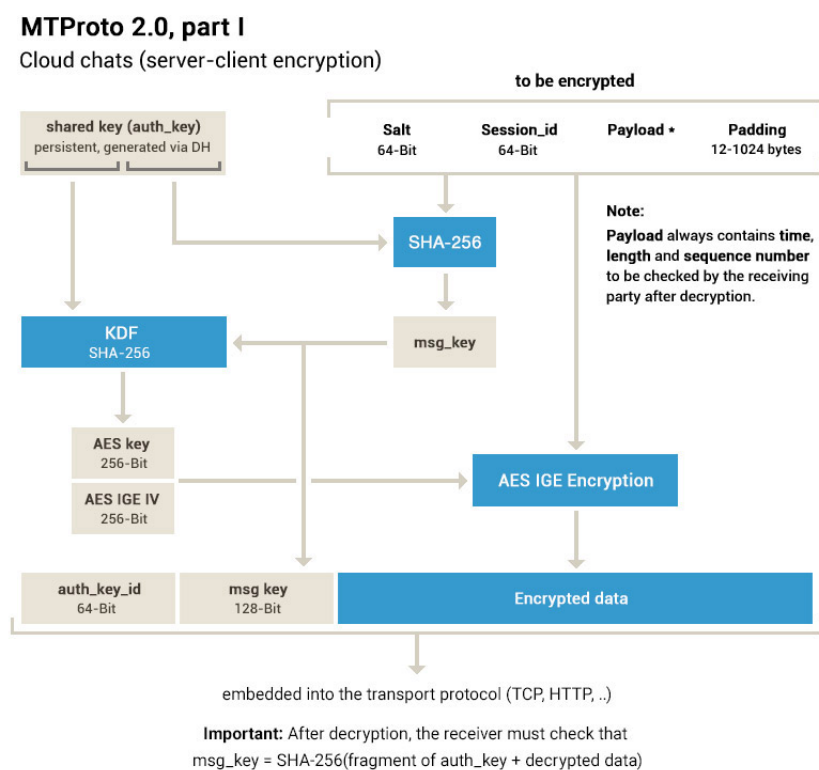 MTProto 2.0, part I
Cloud chats (server-client encryption)
to be encrypted
shared key (auth_key)
persistent, generated via DH
Salt
64-Bit
Session_id
64-Bit
Payload *
Padding
12-1024 bytes
Note:
Payload always contains time,
length and sequence number
to be checked by the receiving
party after decryption.
SHA-256
KDF
SHA-256
msg_key
AES key
256-Bit
AES IGE IV
256-Bit
AES IGE Encryption
auth_key_id
64-Bit
msg key
128-Bit
Encrypted data
embedded into the transport protocol (TCP, HTTP, ..)
Important: After decryption, the receiver must check that
msg_key = SHA-256(fragment of auth_key + decrypted data)